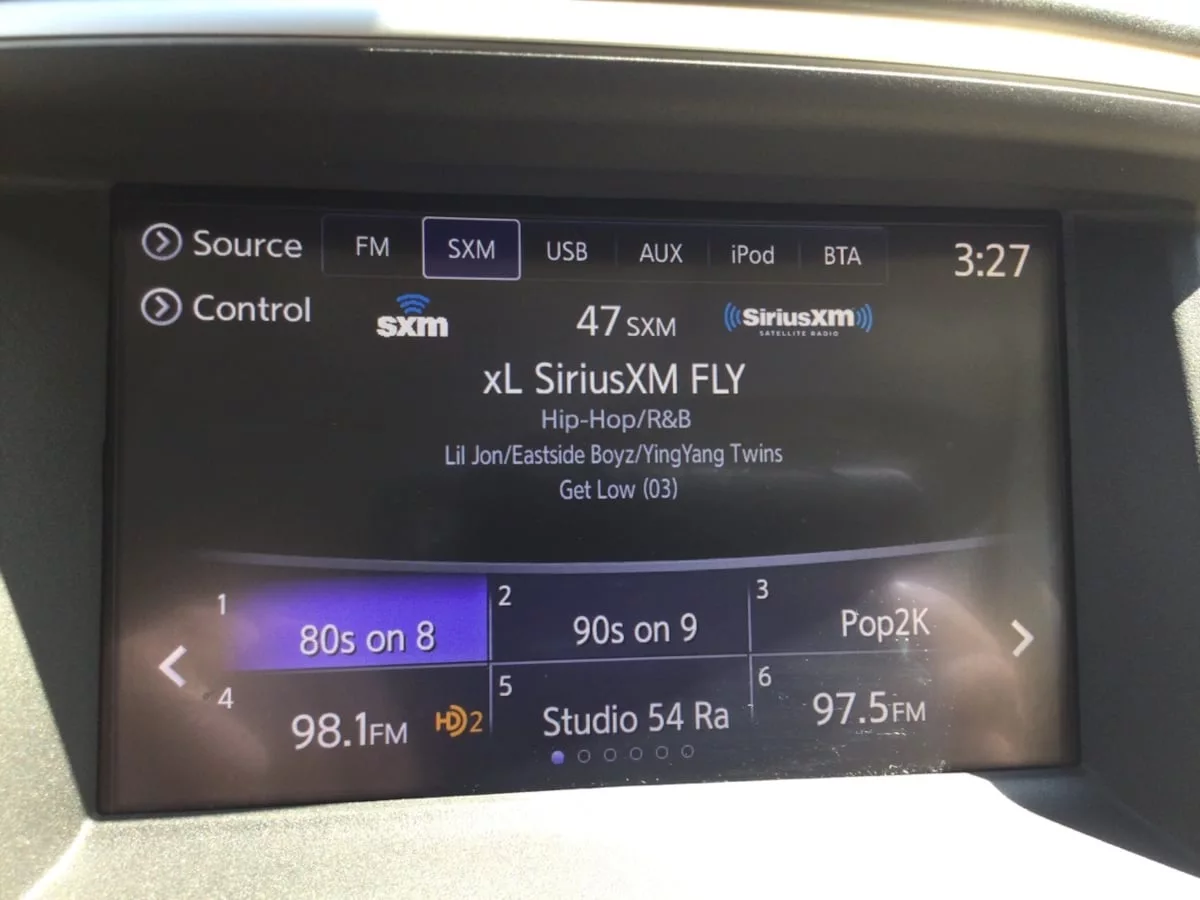 Source FM SXM USB AUX iPod BTA 3:27
Control sxm 47 SXM SiriusXM
SATELLITE RADIO
xL SiriusXM FLY
Hip-Hop/R&B
Lil Jon/Eastside Boyz/YingYang Twins
Get Low (03)
1 80s on 8 2 90s on 9 3 Pop2K
4 98.1FM HD2 5 Studio 54 Ra 6 97.5FM